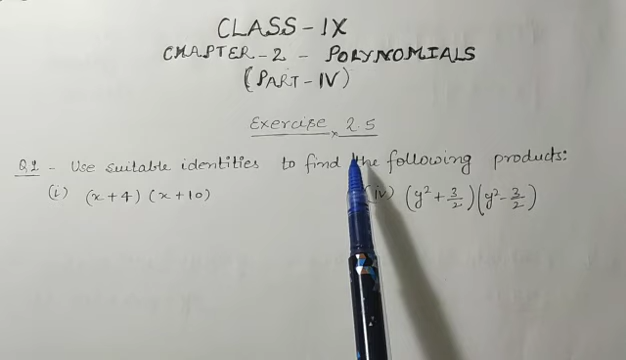 CLASS-IX
CHAPTER-2 - POLYNOMIALS
(PART-IV)
Exercise 2.5
Q1 - Use suitable identities to find the following products:
(i) (x+4) (x+10) (iv) (y²+3/2)(y²-3/2)